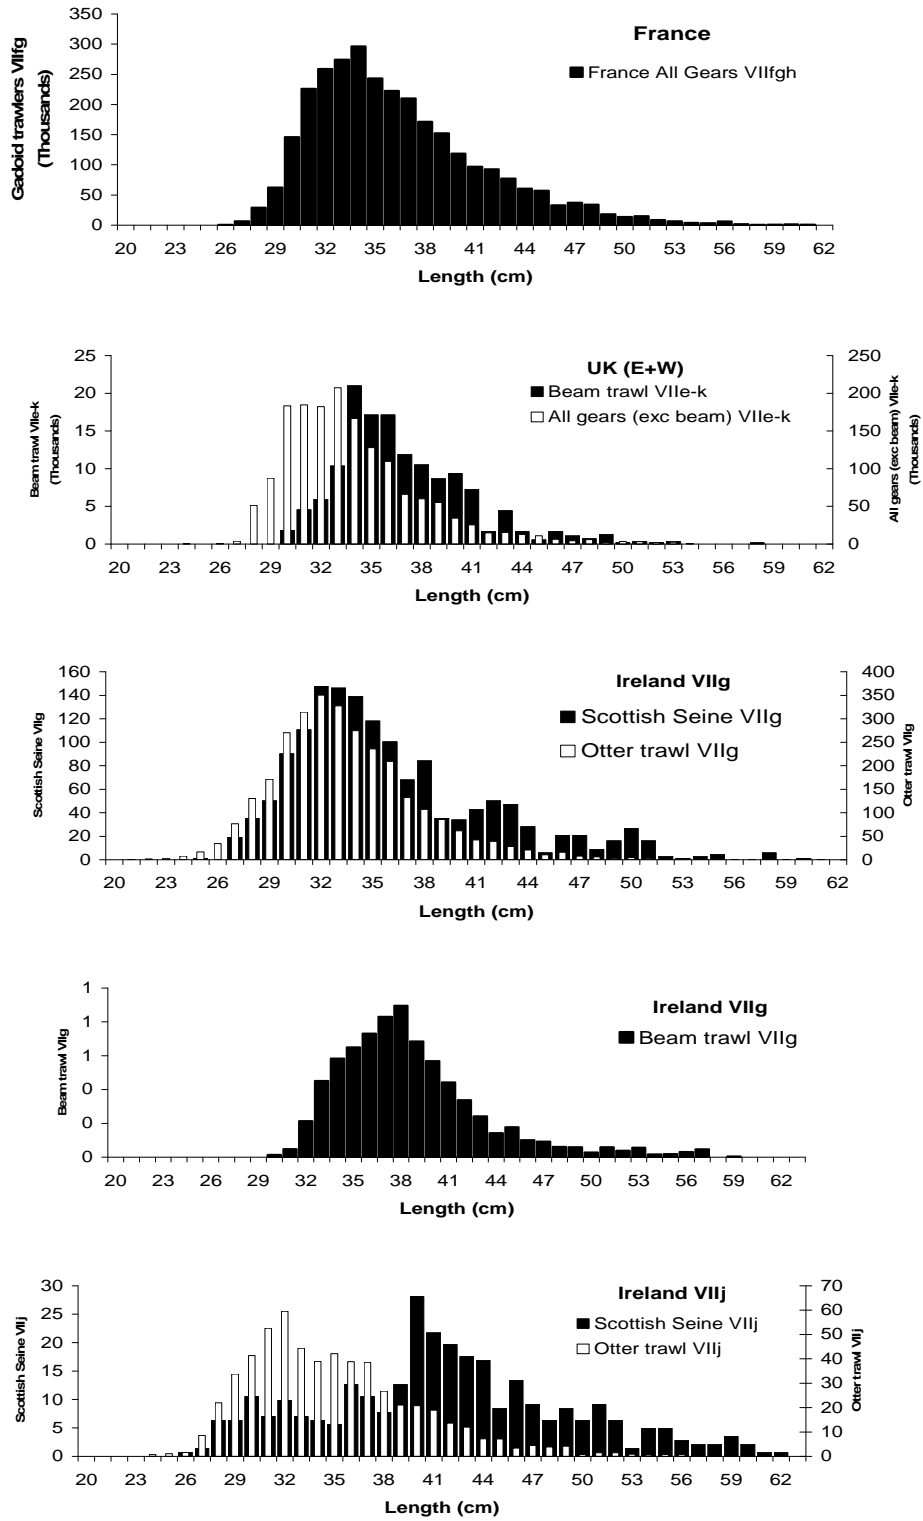 France
France All Gears VIIfgh
Gadoid trawlers VIIfg
(Thousands)
350
300
250
200
150
100
50
0
20 23 26 29 32 35 38 41 44 47 50 53 56 59 62
Length (cm)
UK (E+W)
Beam trawl VIIe-k
All gears (exc beam) VIIe-k
Beam trawl VIIe-k
(Thousands)
25
20
15
10
5
0
250
200
150
100
50
0
All gears (exc beam) VIIe-k
(Thousands)
20 23 26 29 32 35 38 41 44 47 50 53 56 59 62
Length (cm)
Ireland VIIg
Scottish Seine VIIg
Otter trawl VIIg
Scottish Seine VIIg
160
140
120
100
80
60
40
20
0
400
350
300
250
200
150
100
50
0
Otter trawl VIIg
20 23 26 29 32 35 38 41 44 47 50 53 56 59 62
Length (cm)
Ireland VIIg
Beam trawl VIIg
Beam trawl VIIg
1
1
1
0
0
0
20 23 26 29 32 35 38 41 44 47 50 53 56 59 62
Length (cm)
Ireland VIIj
Scottish Seine VIIj
Otter trawl VIIj
Scottish Seine VIIj
30
25
20
15
10
5
0
70
60
50
40
30
20
10
0
Otter trawl VIIj
20 23 26 29 32 35 38 41 44 47 50 53 56 59 62
Length (cm)